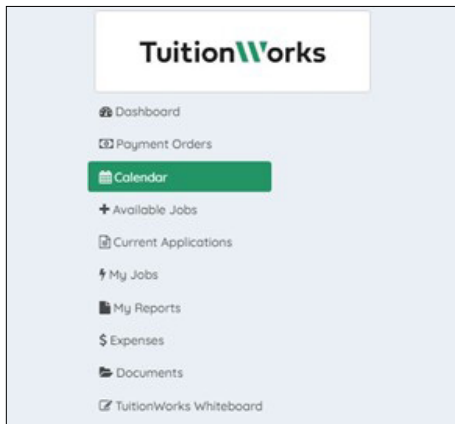 TuitionWorks
Dashboard
Payment Orders
Calendar
Available Jobs
Current Applications
My Jobs
My Reports
Expenses
Documents
TuitionWorks Whiteboard